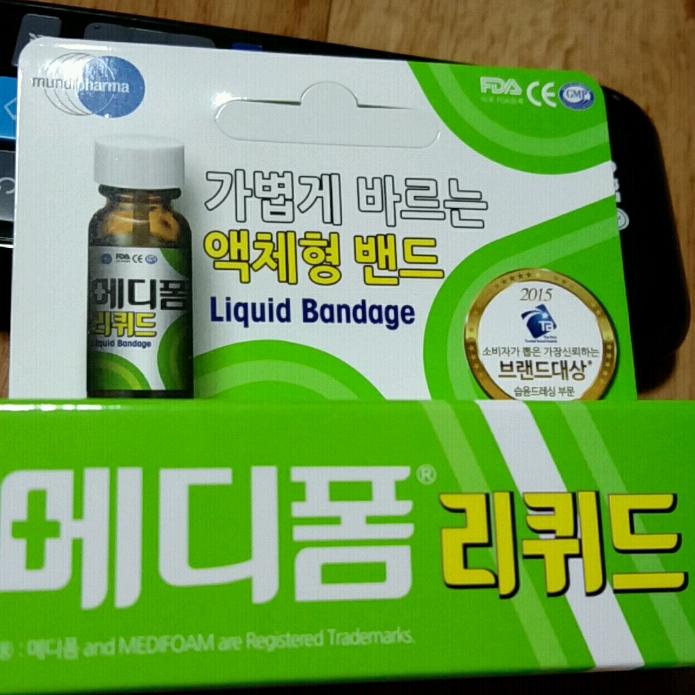 mundipharma
FDA CE GMP
가볍게 바르는
액체형 밴드
Liquid Bandage
FDA CE
메디폼
리퀴드
Liquid Bandage
2015
소비자가 뽑은 가장신뢰하는
브랜드대상*
습윤드레싱 부문
메디폼® 리퀴드
® : 메디폼 and MEDIFOAM are Registered Trademarks.